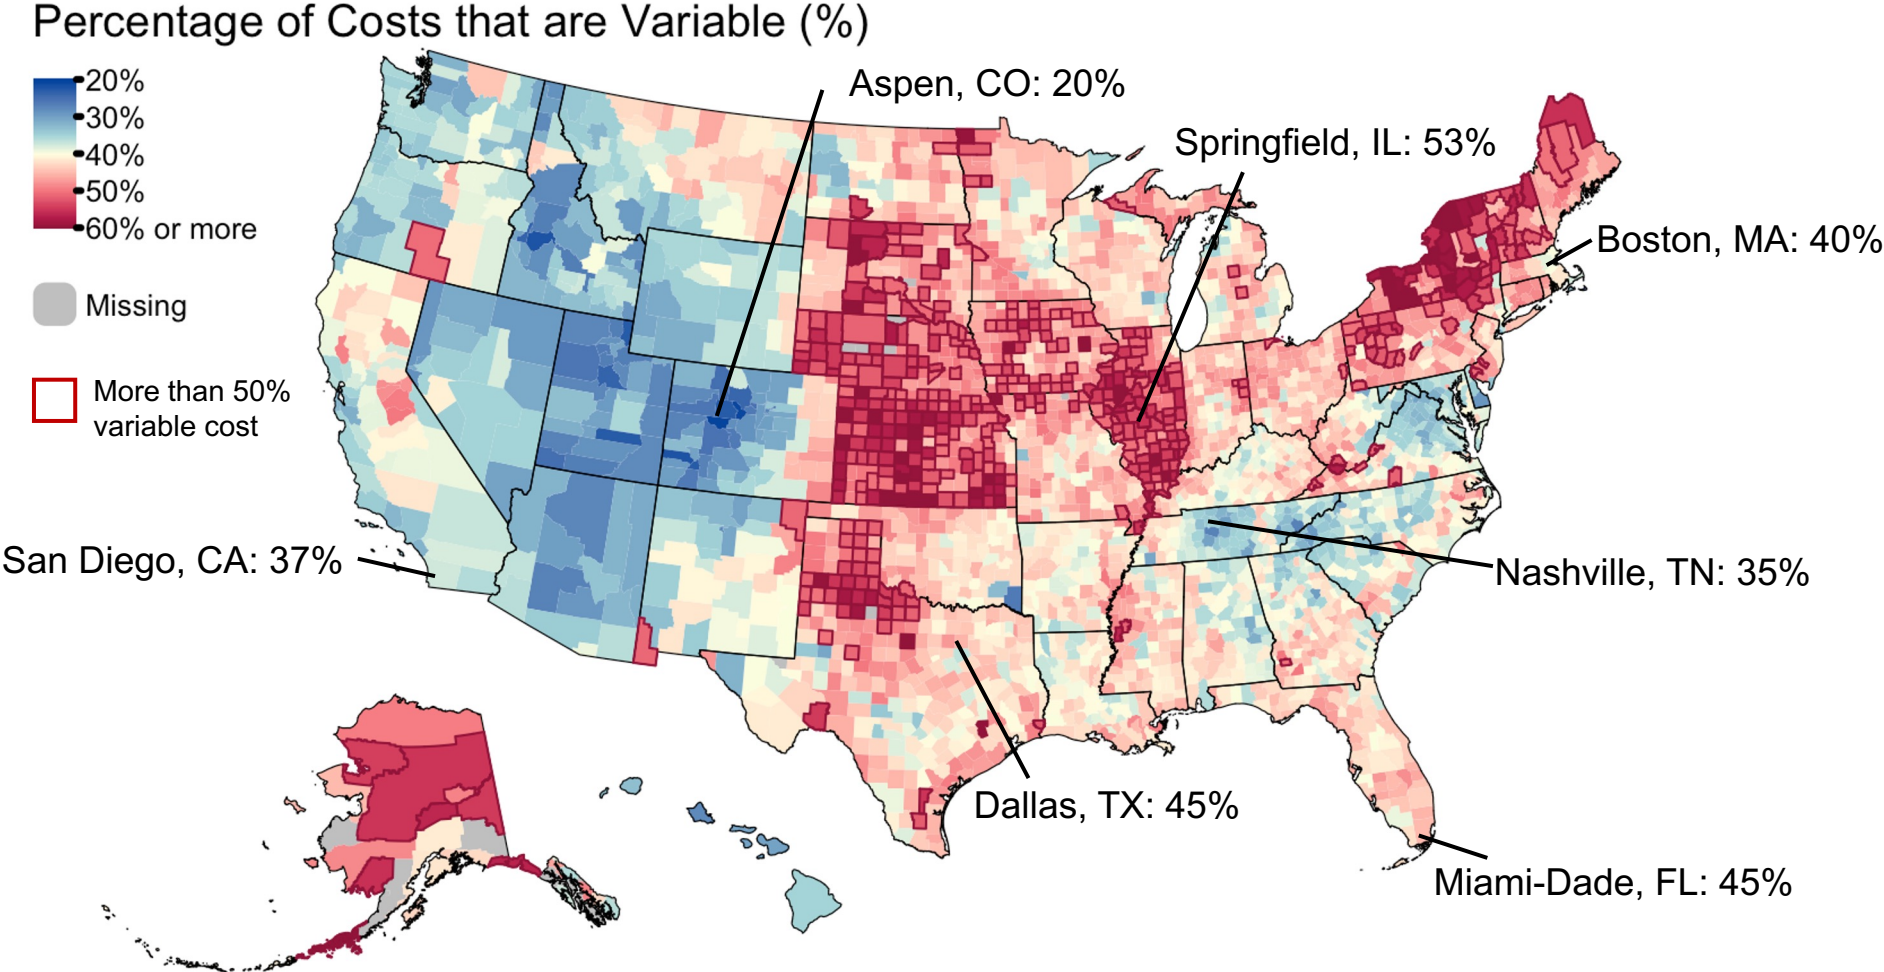 Percentage of Costs that are Variable (%)
20%
30%
40%
50%
60% or more
Missing
More than 50%
variable cost
Aspen, CO: 20%
Springfield, IL: 53%
Boston, MA: 40%
San Diego, CA: 37%
Nashville, TN: 35%
Dallas, TX: 45%
Miami-Dade, FL: 45%